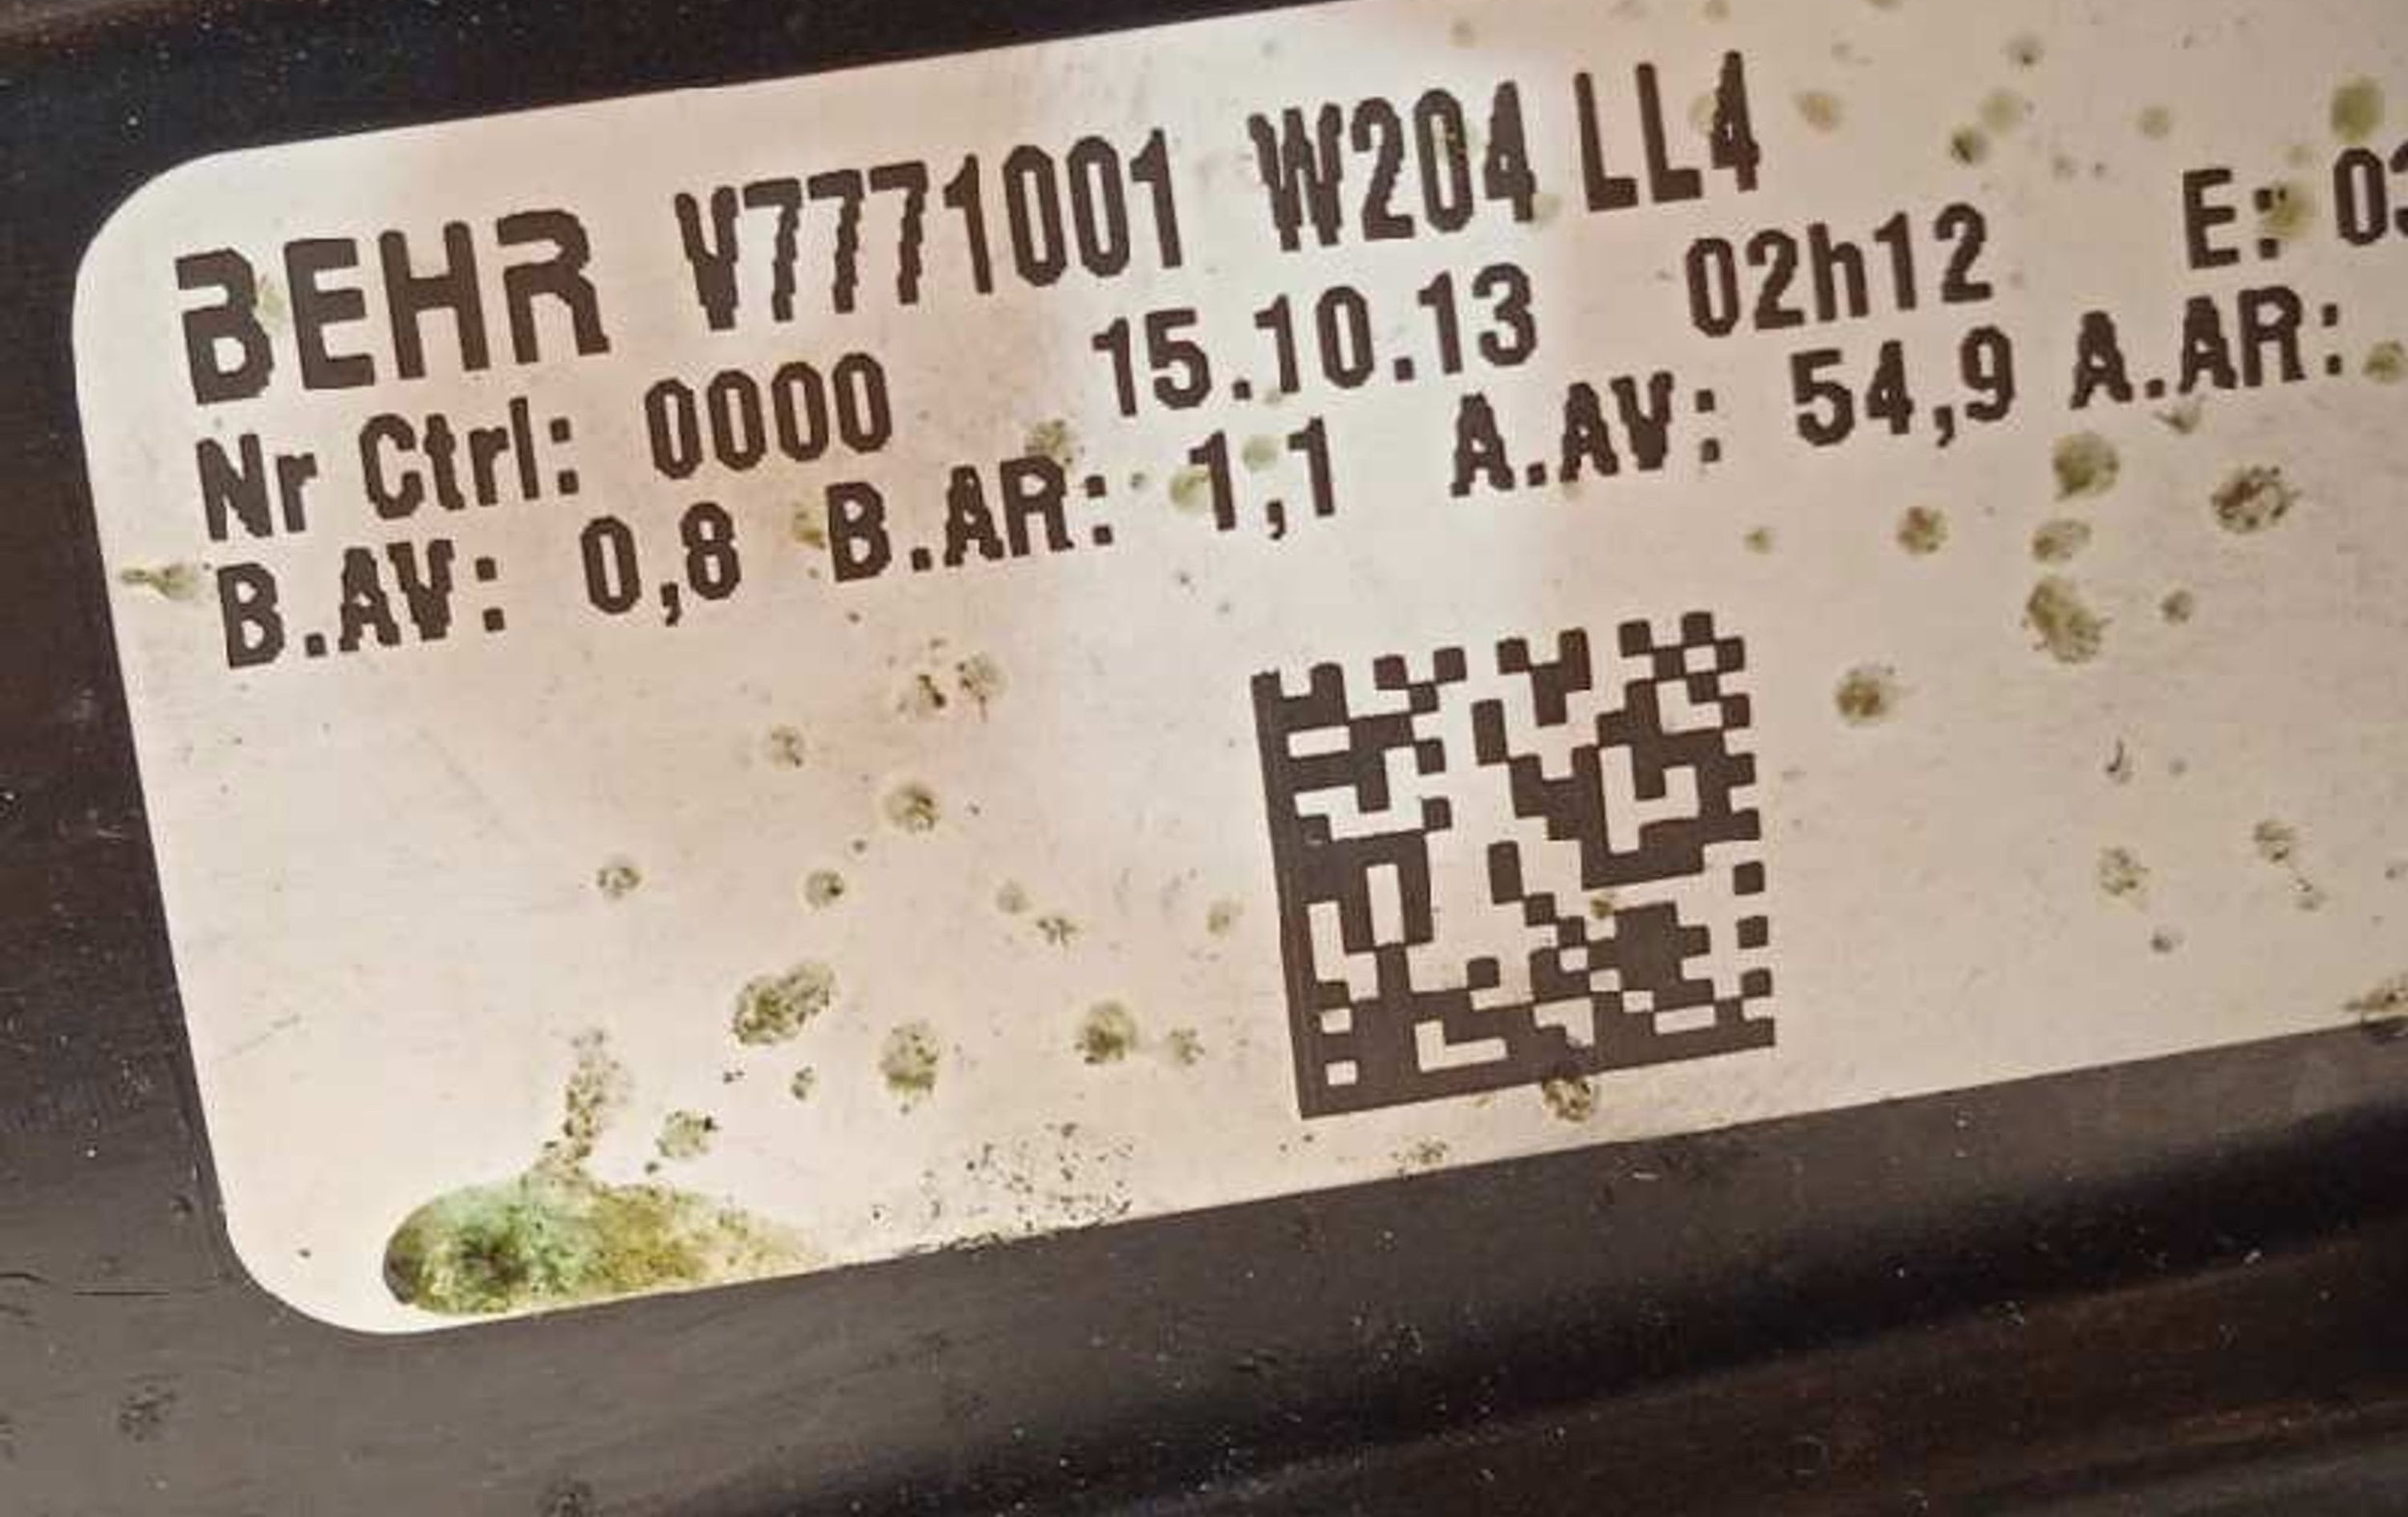 BEHR V7771001 W204 LL4
Nr Ctrl: 0000 15.10.13 02h12 E:
B.AV: 0,8 B.AR: 1,1 A.AV: 54,9 A.AR: